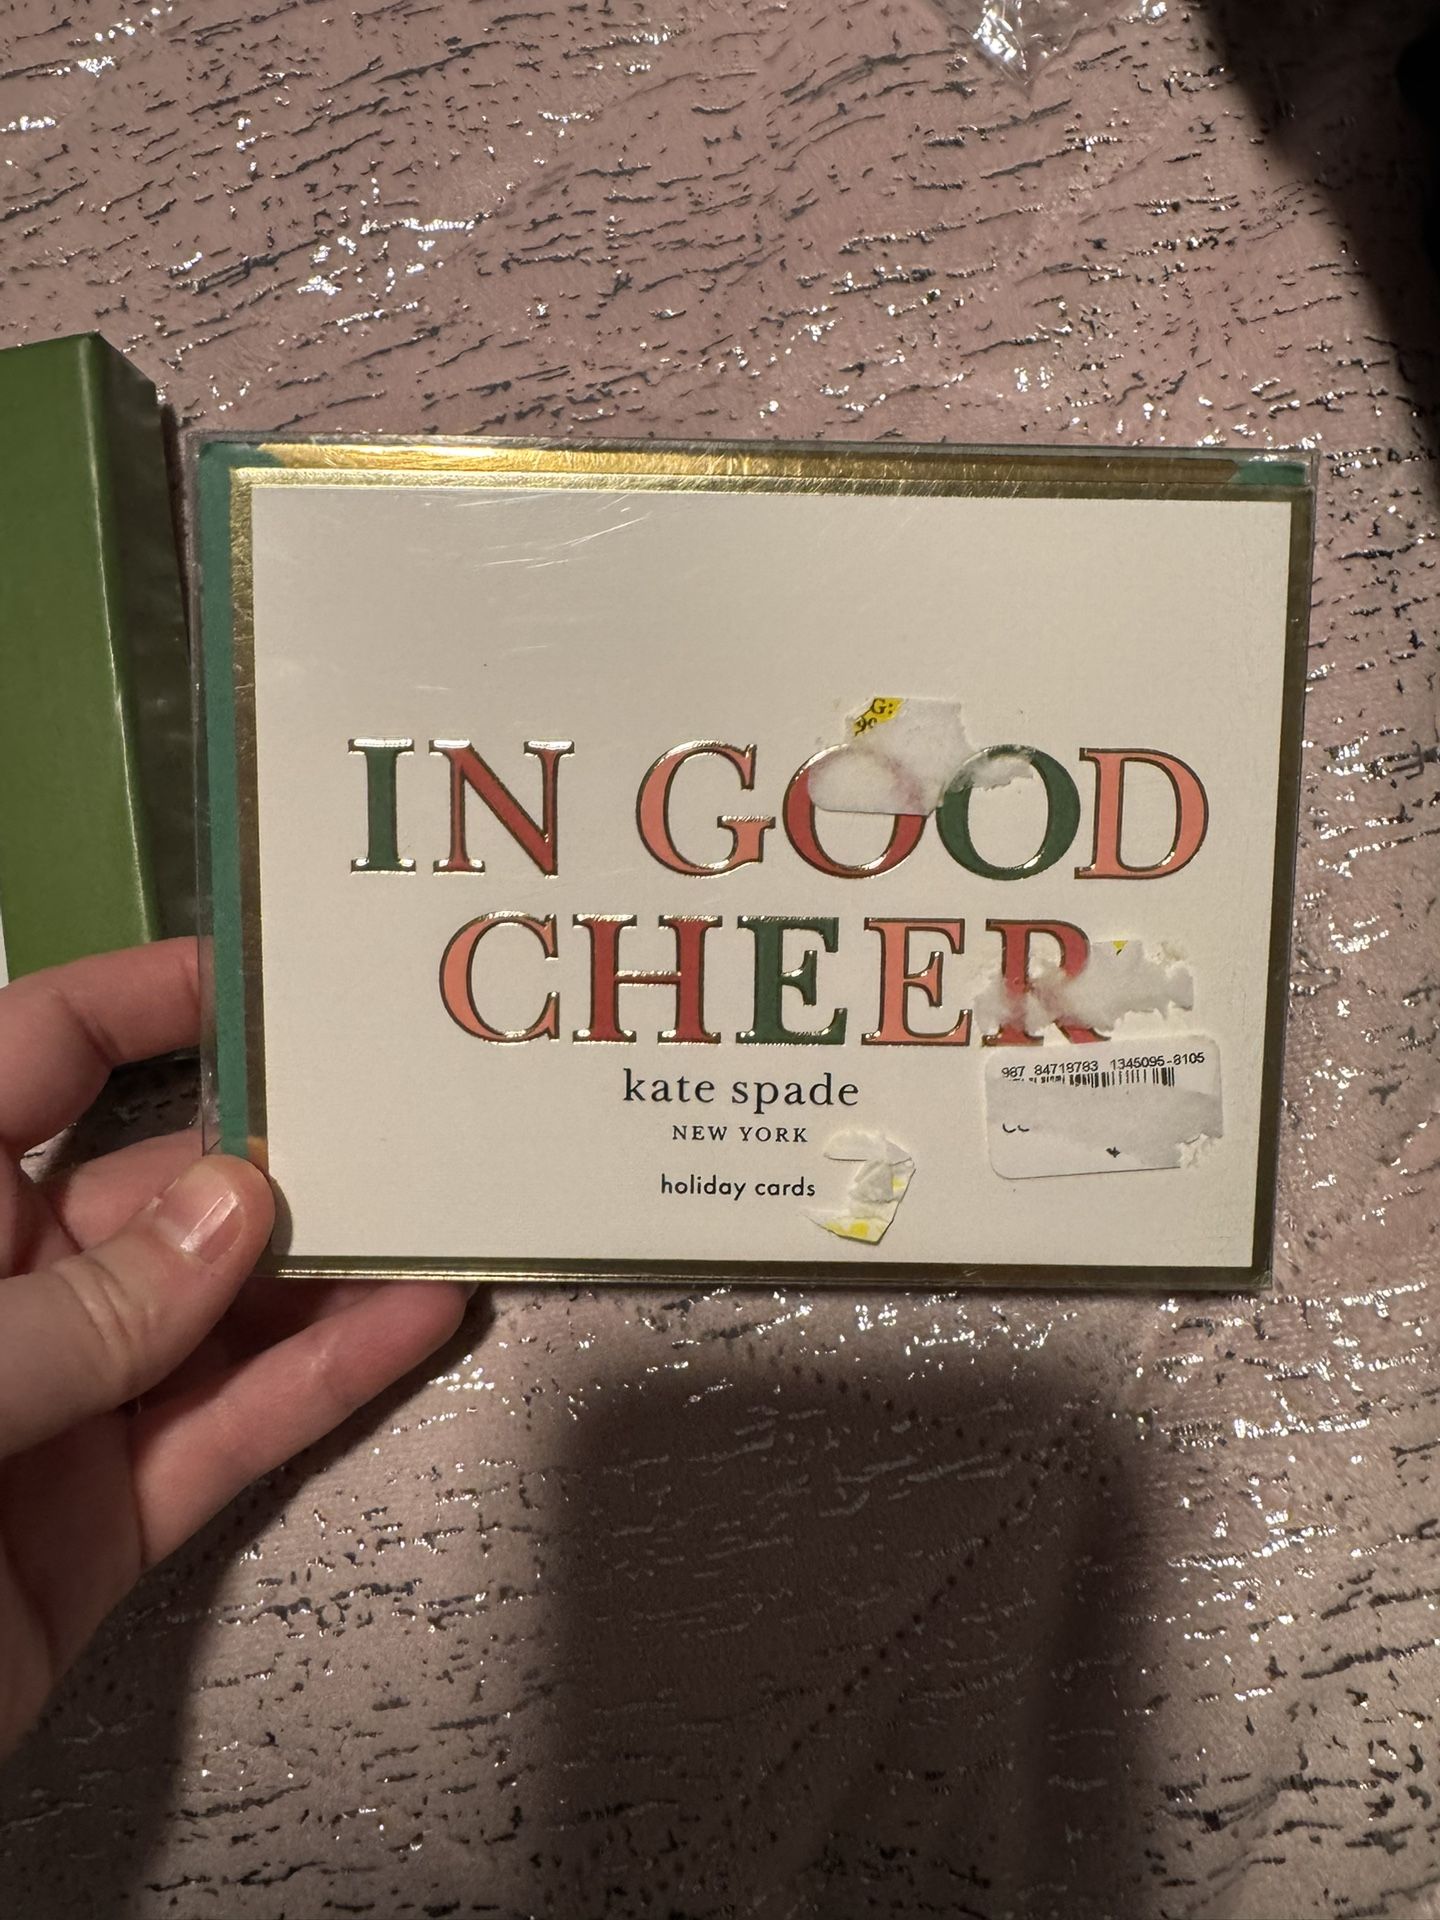 G:
IN GOOD
CHEER
987 84718783 1345095-8105
kate spade
NEW YORK
holiday cards